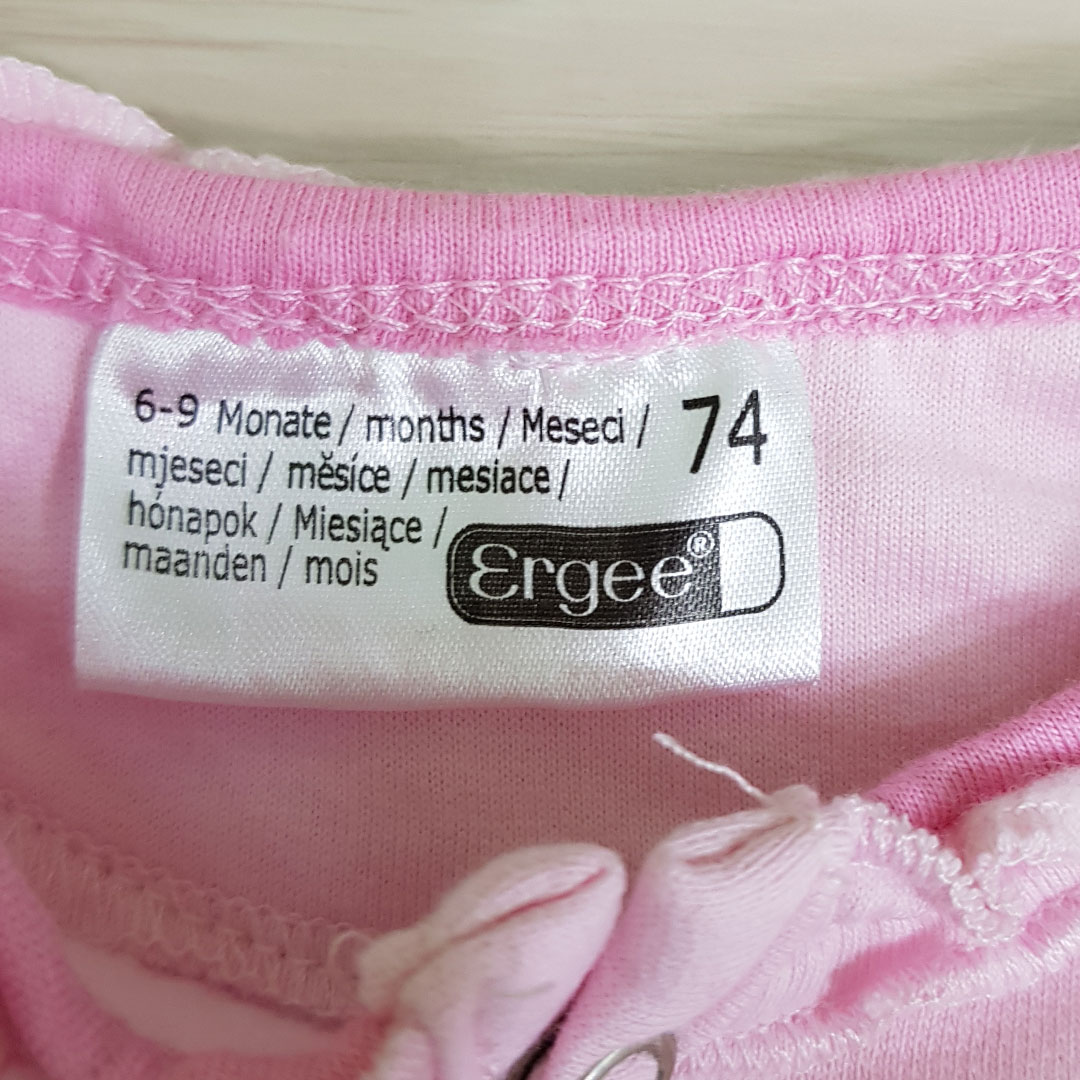 6-9 Monate / months / Meseci /
74
mjeseci / měsíce / mesiace /
hónapok / Miesiące /
maanden / mois
Ergee®